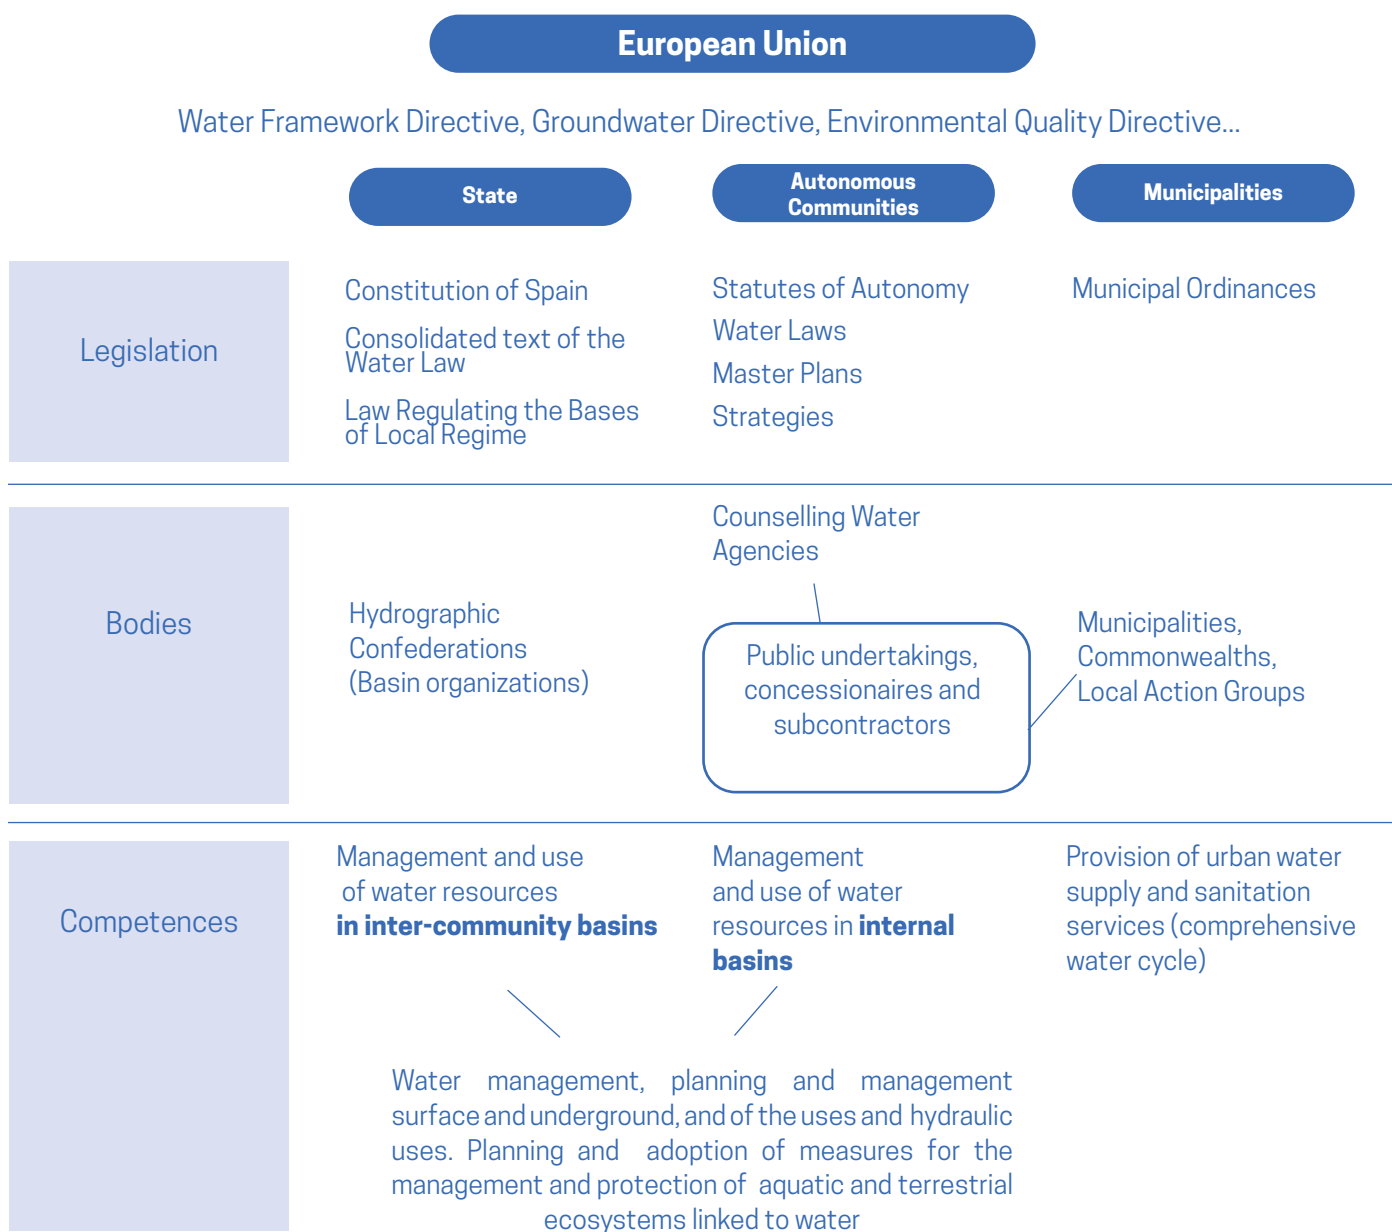 European Union
Water Framework Directive, Groundwater Directive, Environmental Quality Directive...
State
Autonomous
Communities
Municipalities
Legislation
Constitution of Spain
Consolidated text of the
Water Law
Law Regulating the Bases
of Local Regime
Statutes of Autonomy
Water Laws
Master Plans
Strategies
Municipal Ordinances
Bodies
Hydrographic
Confederations
(Basin organizations)
Counselling Water
Agencies
Public undertakings,
concessionaires and
subcontractors
Municipalities,
Commonwealths,
Local Action Groups
Competences
Management and use
of water resources
in inter-community basins
Management
and use of water
resources in internal
basins
Provision of urban water
supply and sanitation
services (comprehensive
water cycle)
Water management, planning and management
surface and underground, and of the uses and hydraulic
uses. Planning and adoption of measures for the
management and protection of aquatic and terrestrial
ecosystems linked to water